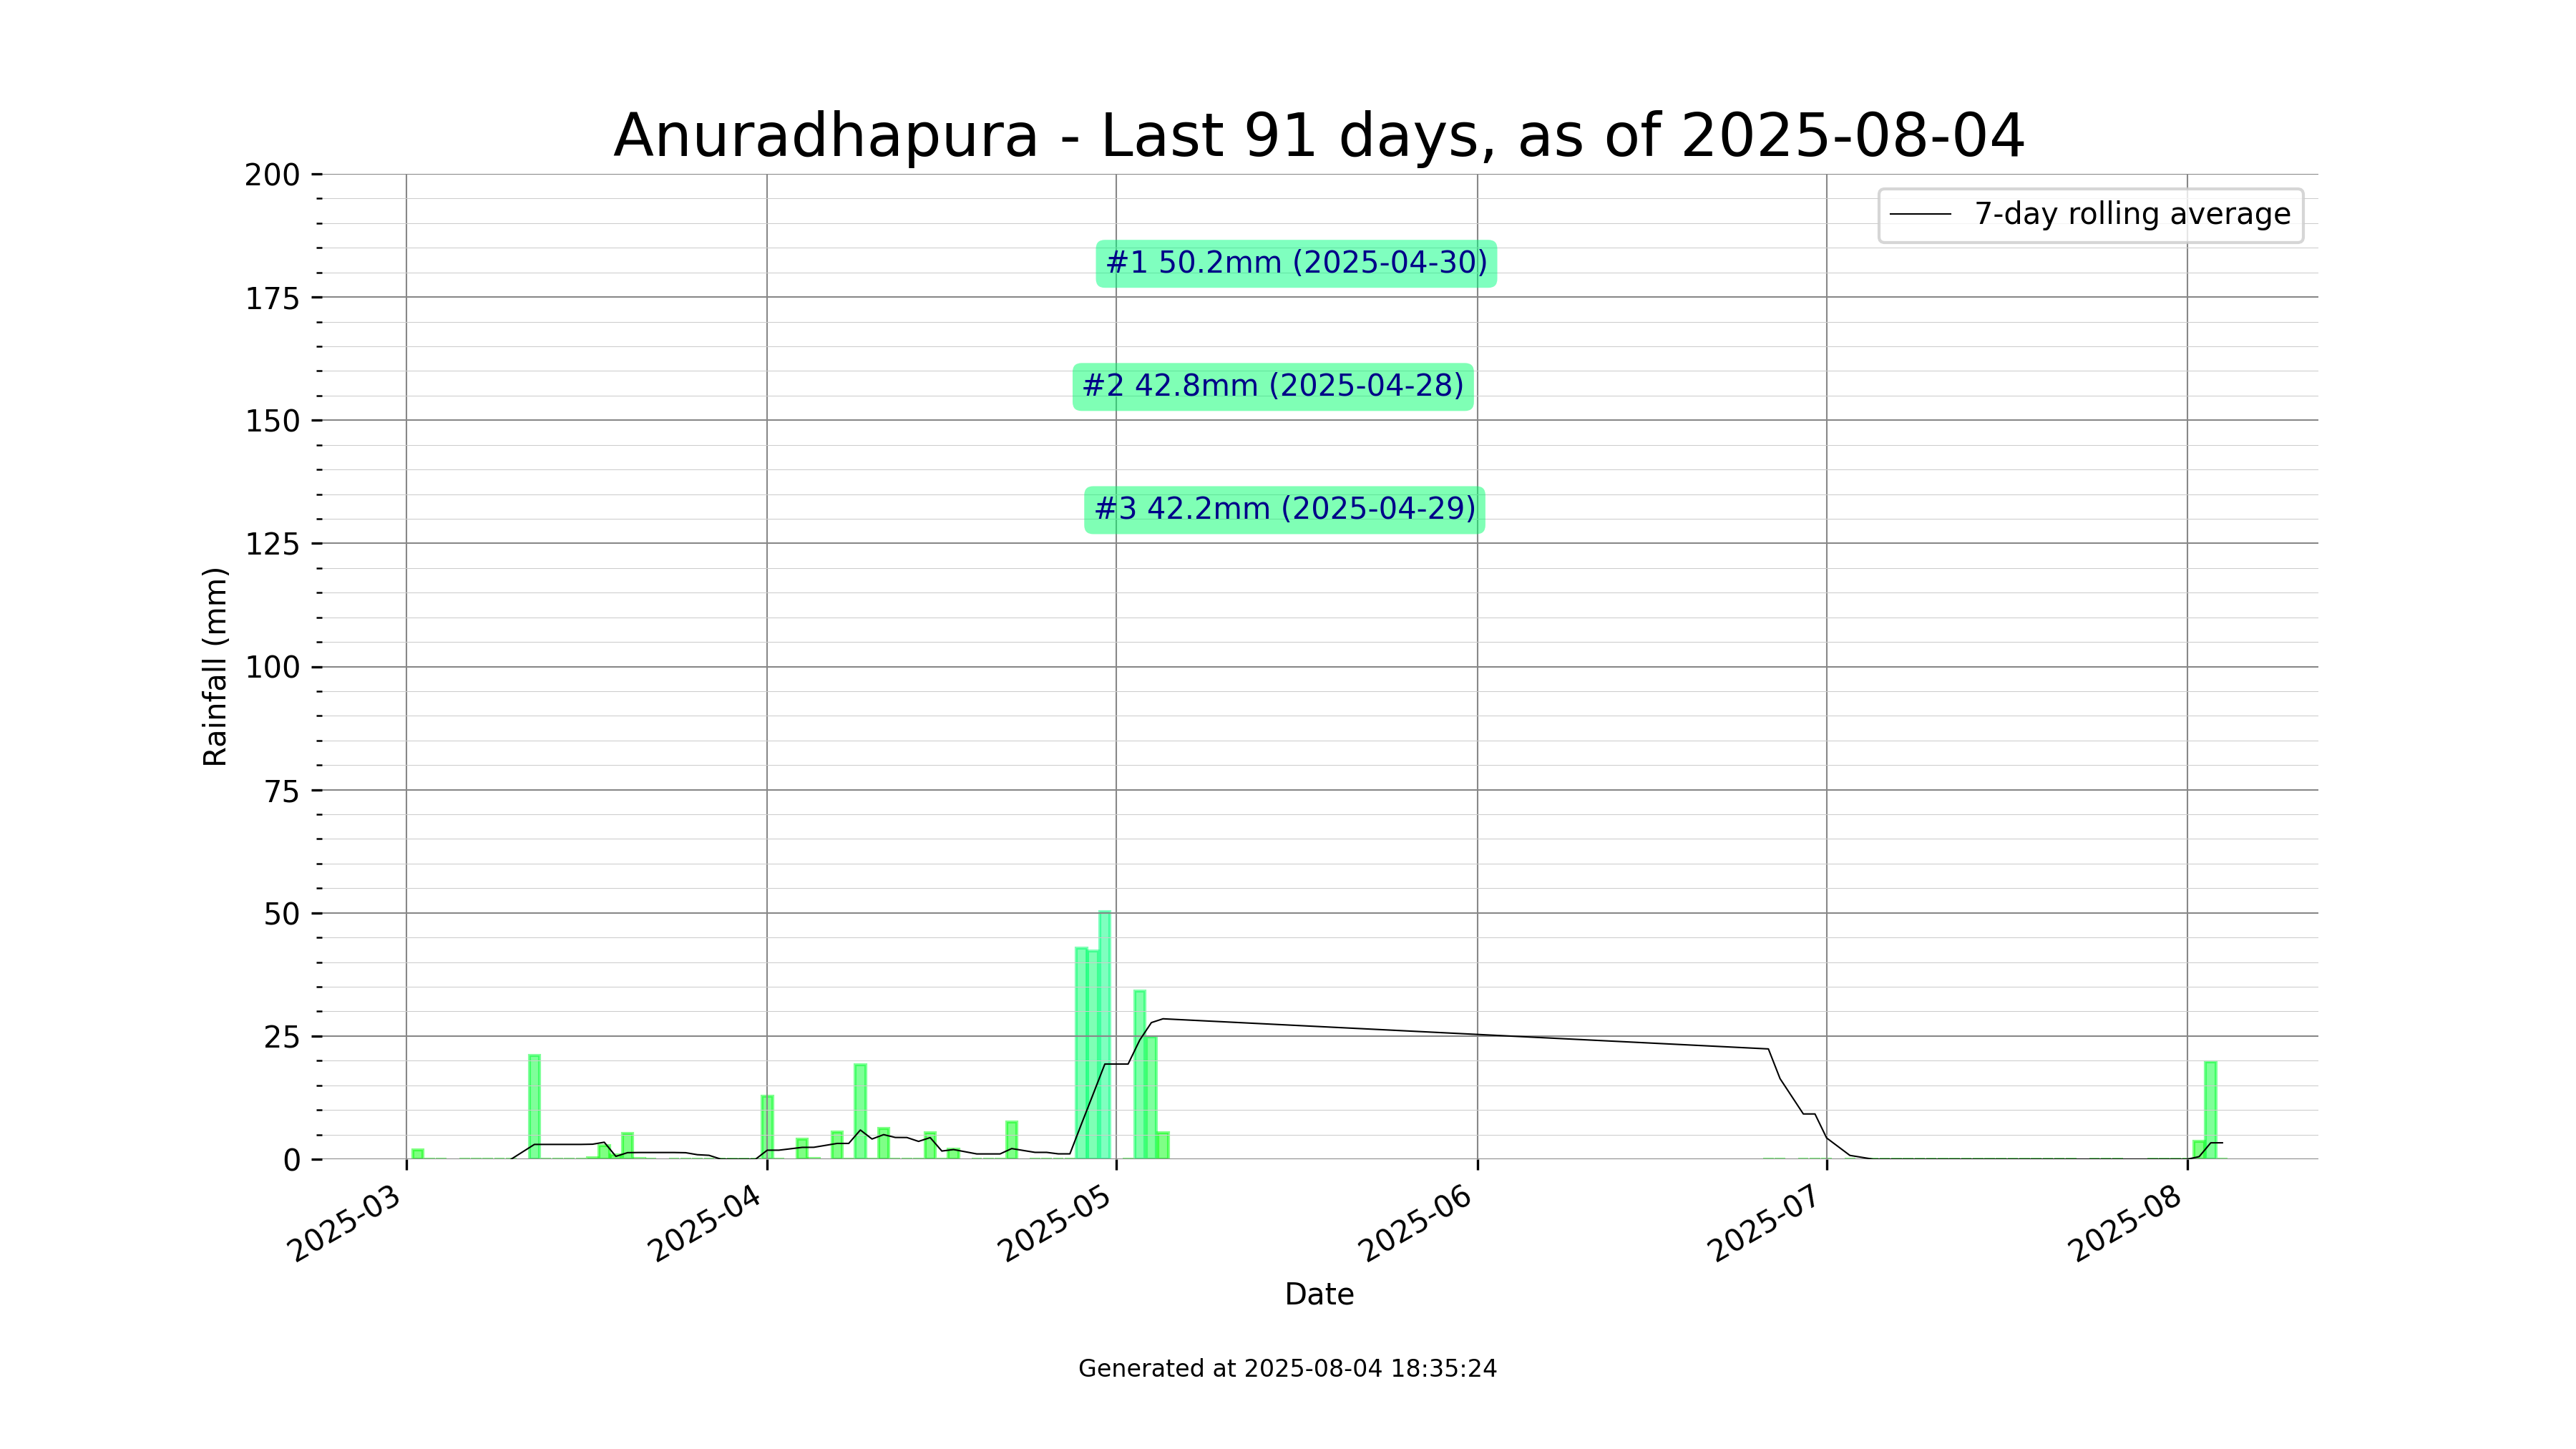 Anuradhapura - Last 91 days, as of 2025-08-04
7-day rolling average
#1 50.2mm (2025-04-30)
#2 42.8mm (2025-04-28)
#3 42.2mm (2025-04-29)
Rainfall (mm)
200
175
150
125
100
75
50
25
0
2025-03
2025-04
2025-05
2025-06
2025-07
2025-08
Date
Generated at 2025-08-04 18:35:24